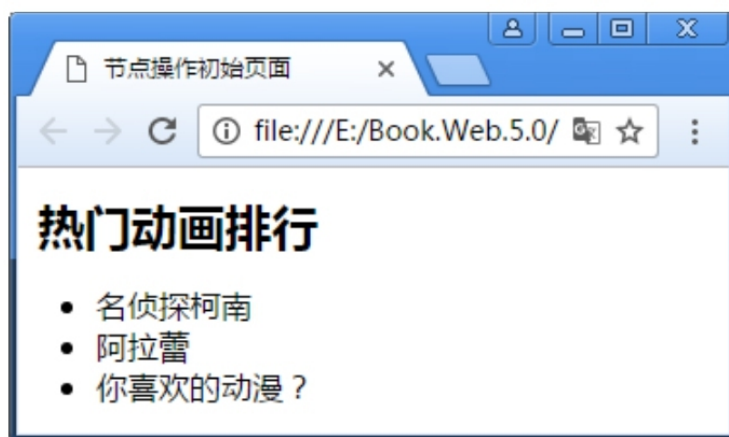 节点操作初始页面
file:///E:/Book.Web.5.0/
热门动画排行
名侦探柯南
阿拉蕾
你喜欢的动漫？